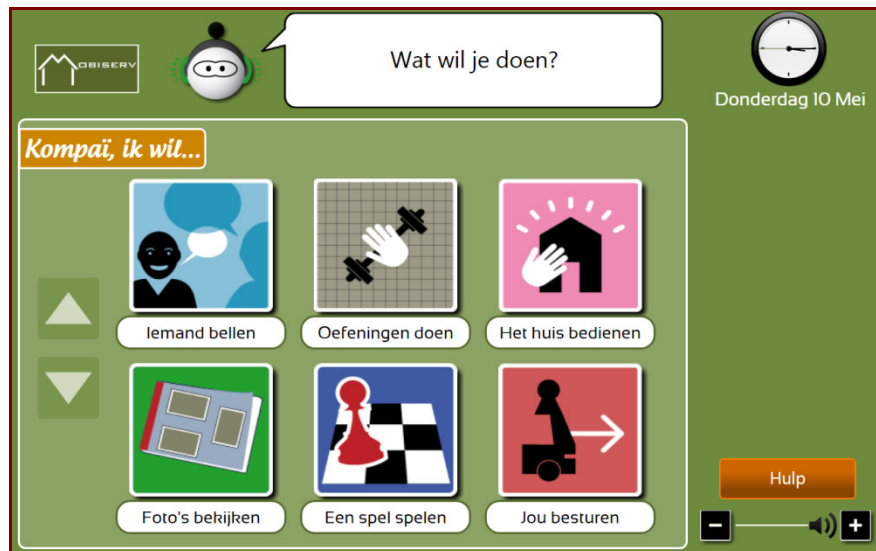 MOBISERV
Wat wil je doen?
Donderdag 10 Mei
Kompaï, ik wil...
Iemand bellen
Oefeningen doen
Het huis bedienen
Foto's bekijken
Een spel spelen
Jou besturen
Hulp